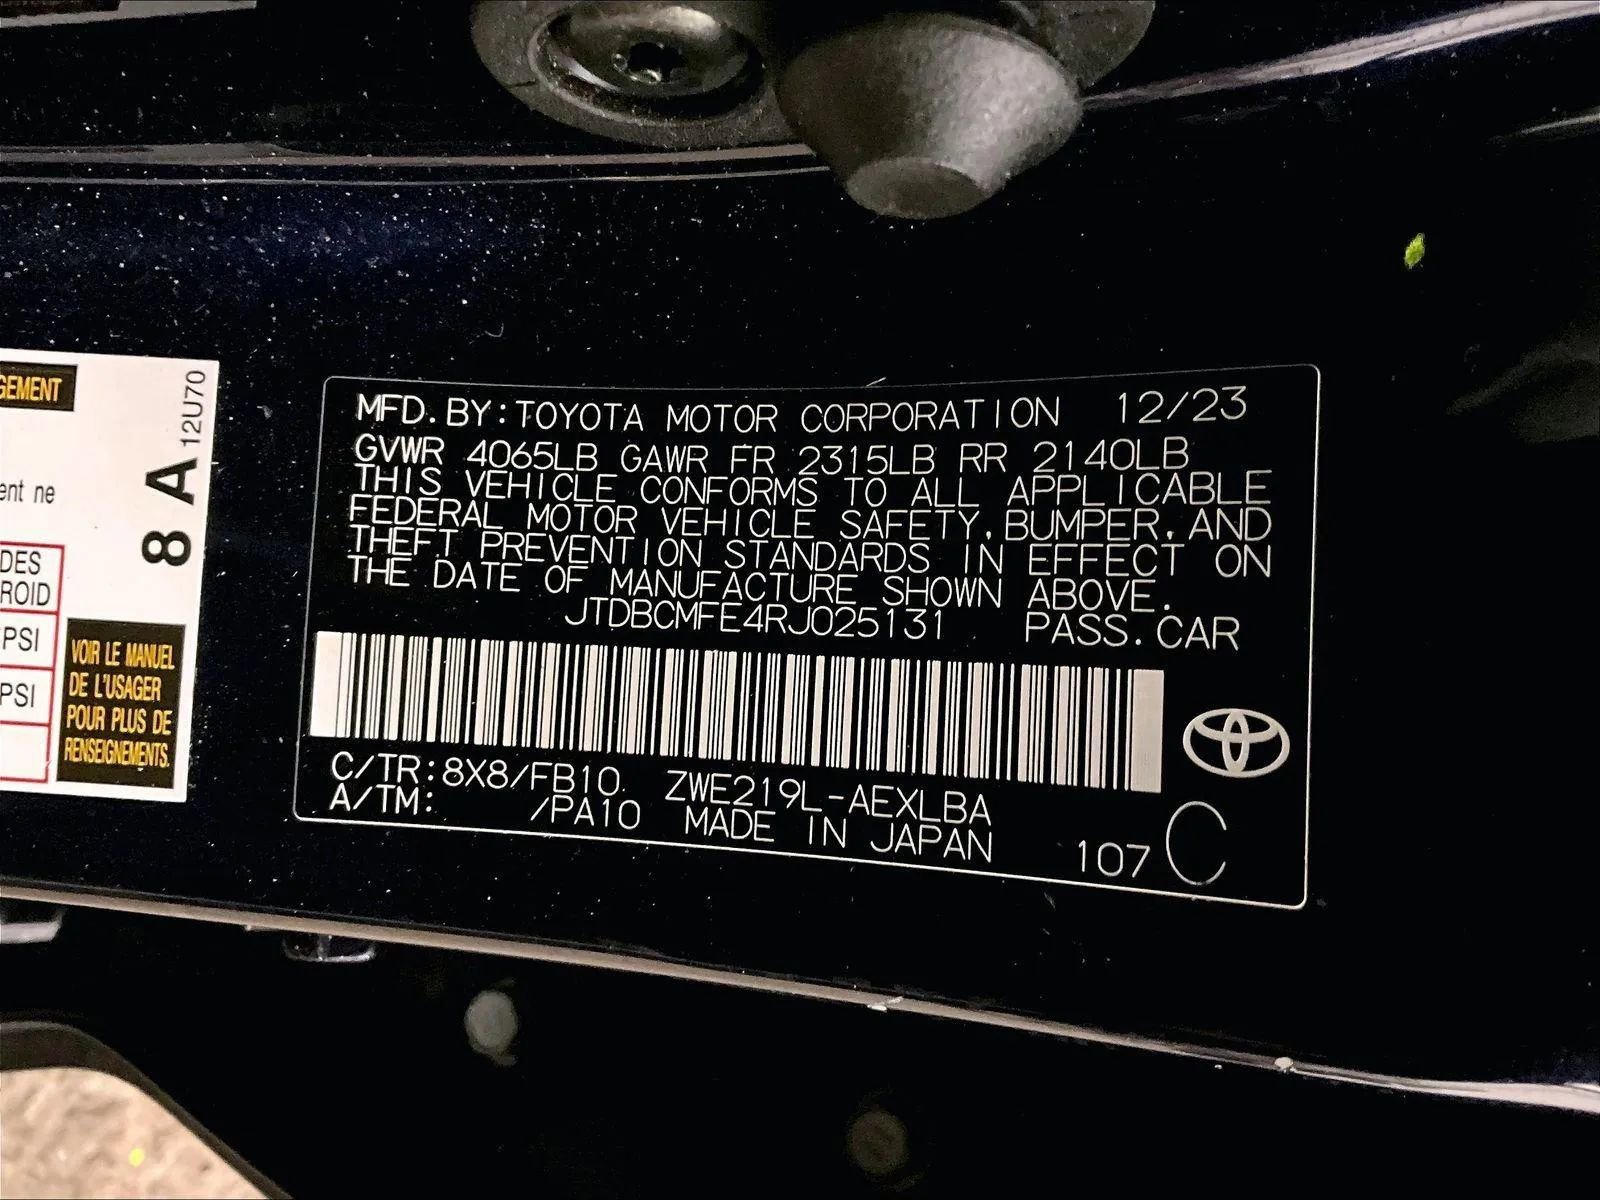 GEMENT
12U70
8 A
ent ne
DES
ROID
PSI
PSI
VOIR LE MANUEL
DE L'USAGER
POUR PLUS DE
RENSEIGNEMENTS.
MFD. BY: TOYOTA MOTOR CORPORATION 12/23
GVWR 4065LB GAWR FR 2315LB RR 2140LB
THIS VEHICLE CONFORMS TO ALL APPLICABLE
FEDERAL MOTOR VEHICLE SAFETY, BUMPER, AND
THEFT PREVENTION STANDARDS IN EFFECT ON
THE DATE OF MANUFACTURE SHOWN ABOVE.
JTDBCMFE4RJ025131 PASS. CAR
C/TR: 8X8/FB10 ZWE219L-AEXLBA
A/TM: /PA10 MADE IN JAPAN
107 C